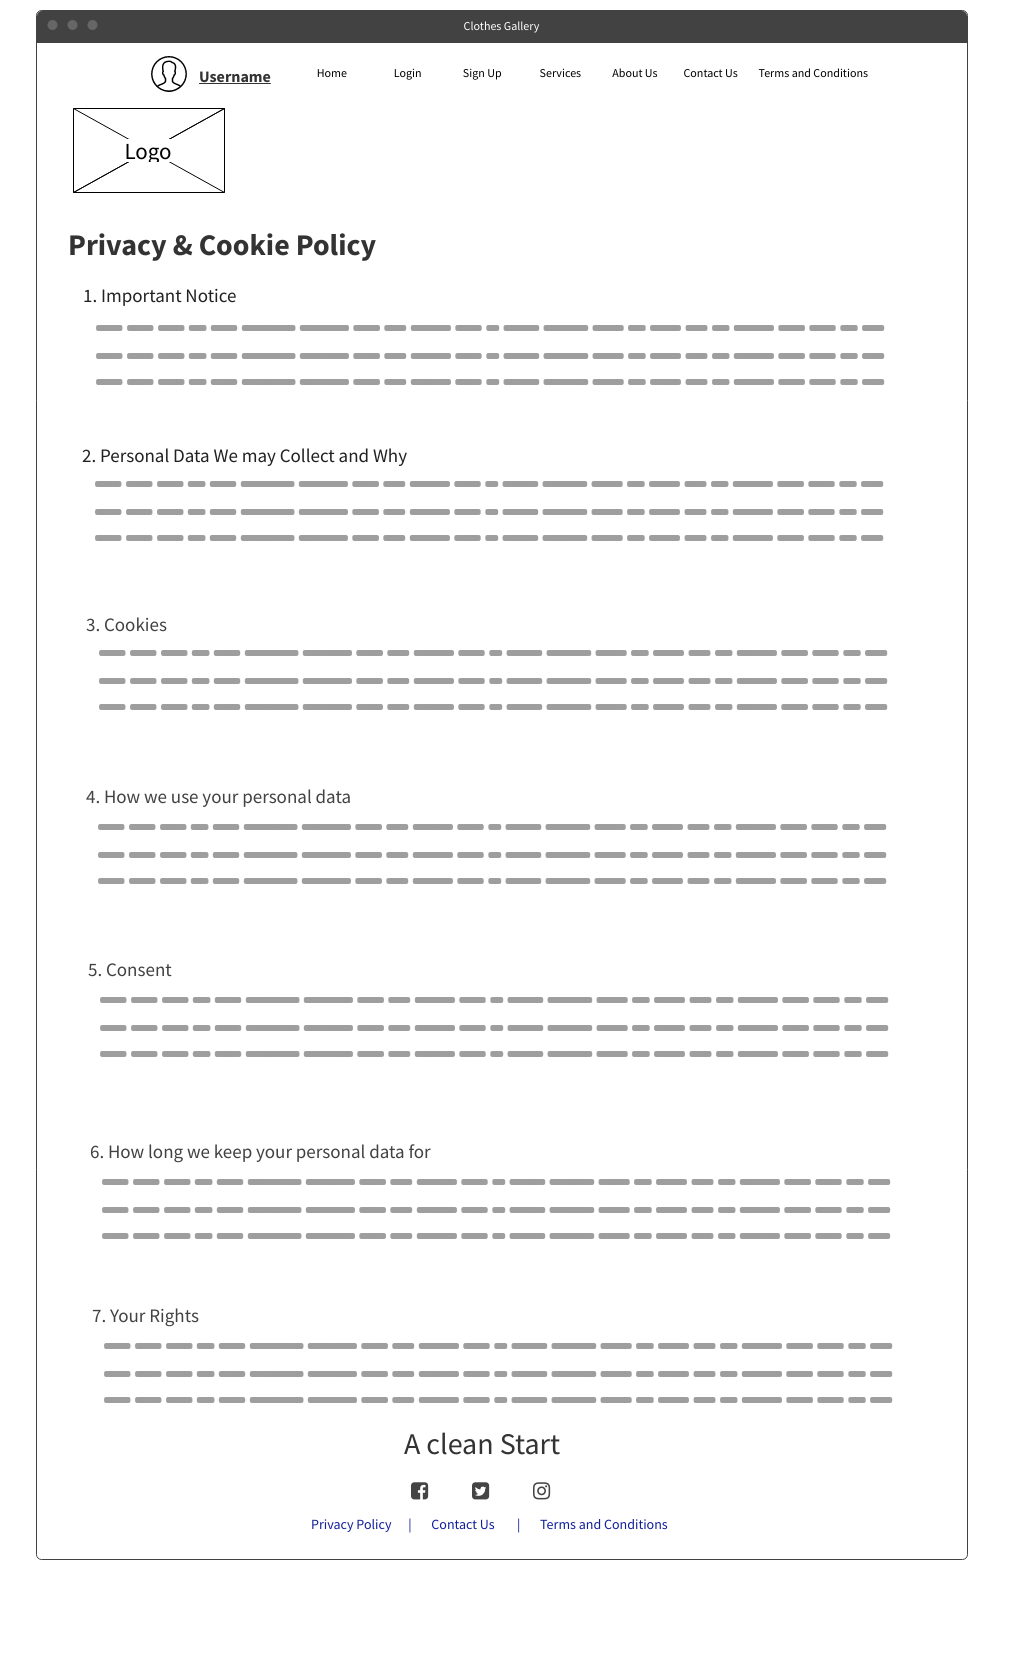 Clothes Gallery
Username Home Login Sign Up Services About Us Contact Us Terms and Conditions
Logo
Privacy & Cookie Policy
1. Important Notice
2. Personal Data We may Collect and Why
3. Cookies
4. How we use your personal data
5. Consent
6. How long we keep your personal data for
7. Your Rights
A clean Start
Privacy Policy | Contact Us | Terms and Conditions